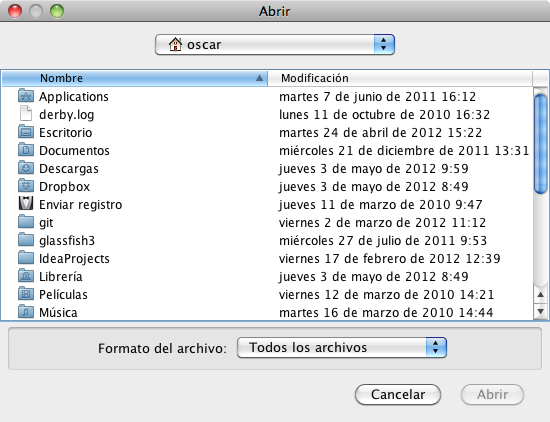 Abrir
oscar
Nombre Modificación
Applications martes 7 de junio de 2011 16:12
derby.log lunes 11 de octubre de 2010 16:32
Escritorio martes 24 de abril de 2012 15:22
Documentos miércoles 21 de diciembre de 2011 13:31
Descargas jueves 3 de mayo de 2012 9:59
Dropbox jueves 3 de mayo de 2012 8:49
Enviar registro jueves 11 de marzo de 2010 9:47
git viernes 2 de marzo de 2012 11:12
glassfish3 miércoles 27 de julio de 2011 9:53
IdeaProjects viernes 17 de febrero de 2012 12:39
Librería jueves 3 de mayo de 2012 8:49
Películas viernes 12 de marzo de 2010 14:21
Música martes 16 de marzo de 2010 14:44
Formato del archivo: Todos los archivos
Cancelar Abrir